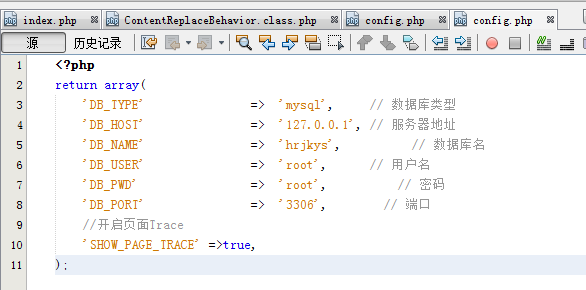 index.php ContentReplaceBehavior.class.php config.php config.php
源 历史记录
1 <?php
2 return array(
3 'DB_TYPE' => 'mysql', // 数据库类型
4 'DB_HOST' => '127.0.0.1', // 服务器地址
5 'DB_NAME' => 'hrjkys', // 数据库名
6 'DB_USER' => 'root', // 用户名
7 'DB_PWD' => 'root', // 密码
8 'DB_PORT' => '3306', // 端口
9 //开启页面Trace
10 'SHOW_PAGE_TRACE' =>true,
11 );